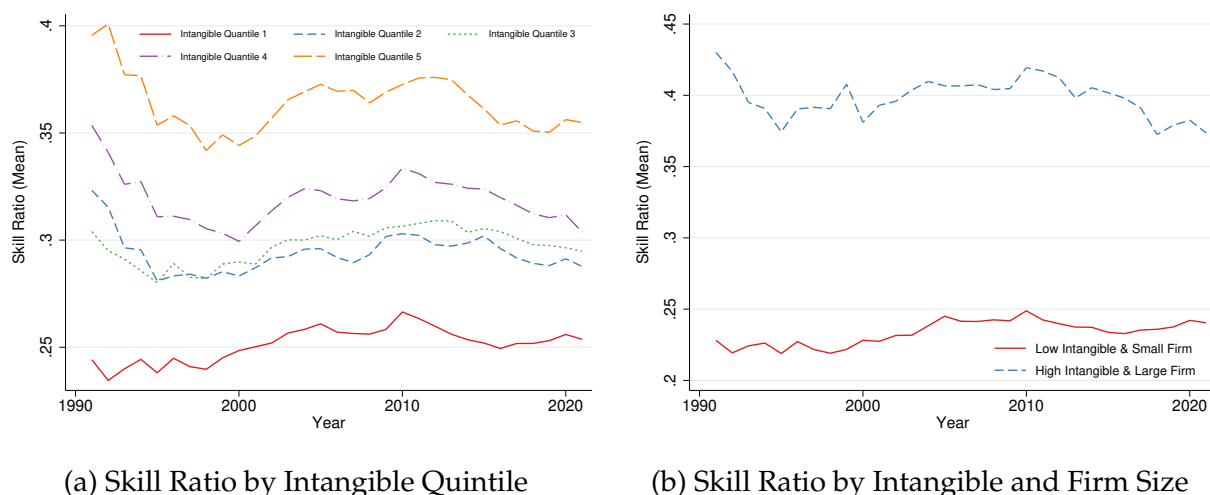 .4
.35
.3
.25
Skill Ratio (Mean)
Intangible Quantile 1
Intangible Quantile 2
Intangible Quantile 3
Intangible Quantile 4
Intangible Quantile 5
1990
2000
2010
2020
Year
(a) Skill Ratio by Intangible Quintile
.45
.4
.35
.3
.25
.2
Skill Ratio (Mean)
Low Intangible & Small Firm
High Intangible & Large Firm
1990
2000
2010
2020
Year
(b) Skill Ratio by Intangible and Firm Size